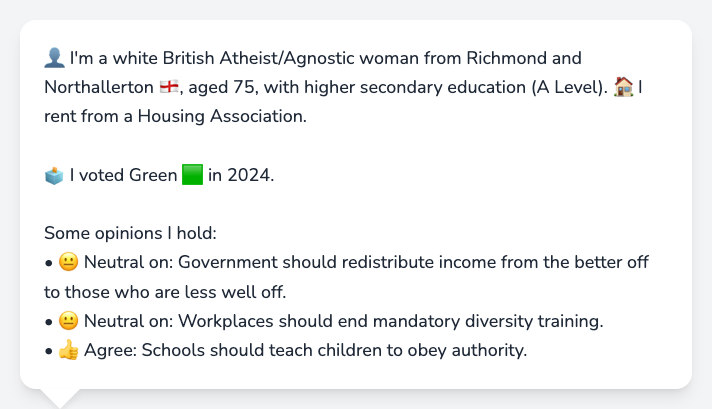 👤 I'm a white British Atheist/Agnostic woman from Richmond and
Northallerton 🏴󠁧󠁢󠁥󠁮󠁧󠁿, aged 75, with higher secondary education (A Level). 🏠 I
rent from a Housing Association.
🗳️ I voted Green 🟩 in 2024.
Some opinions I hold:
• 😐 Neutral on: Government should redistribute income from the better off
to those who are less well off.
• 😐 Neutral on: Workplaces should end mandatory diversity training.
• 👍 Agree: Schools should teach children to obey authority.